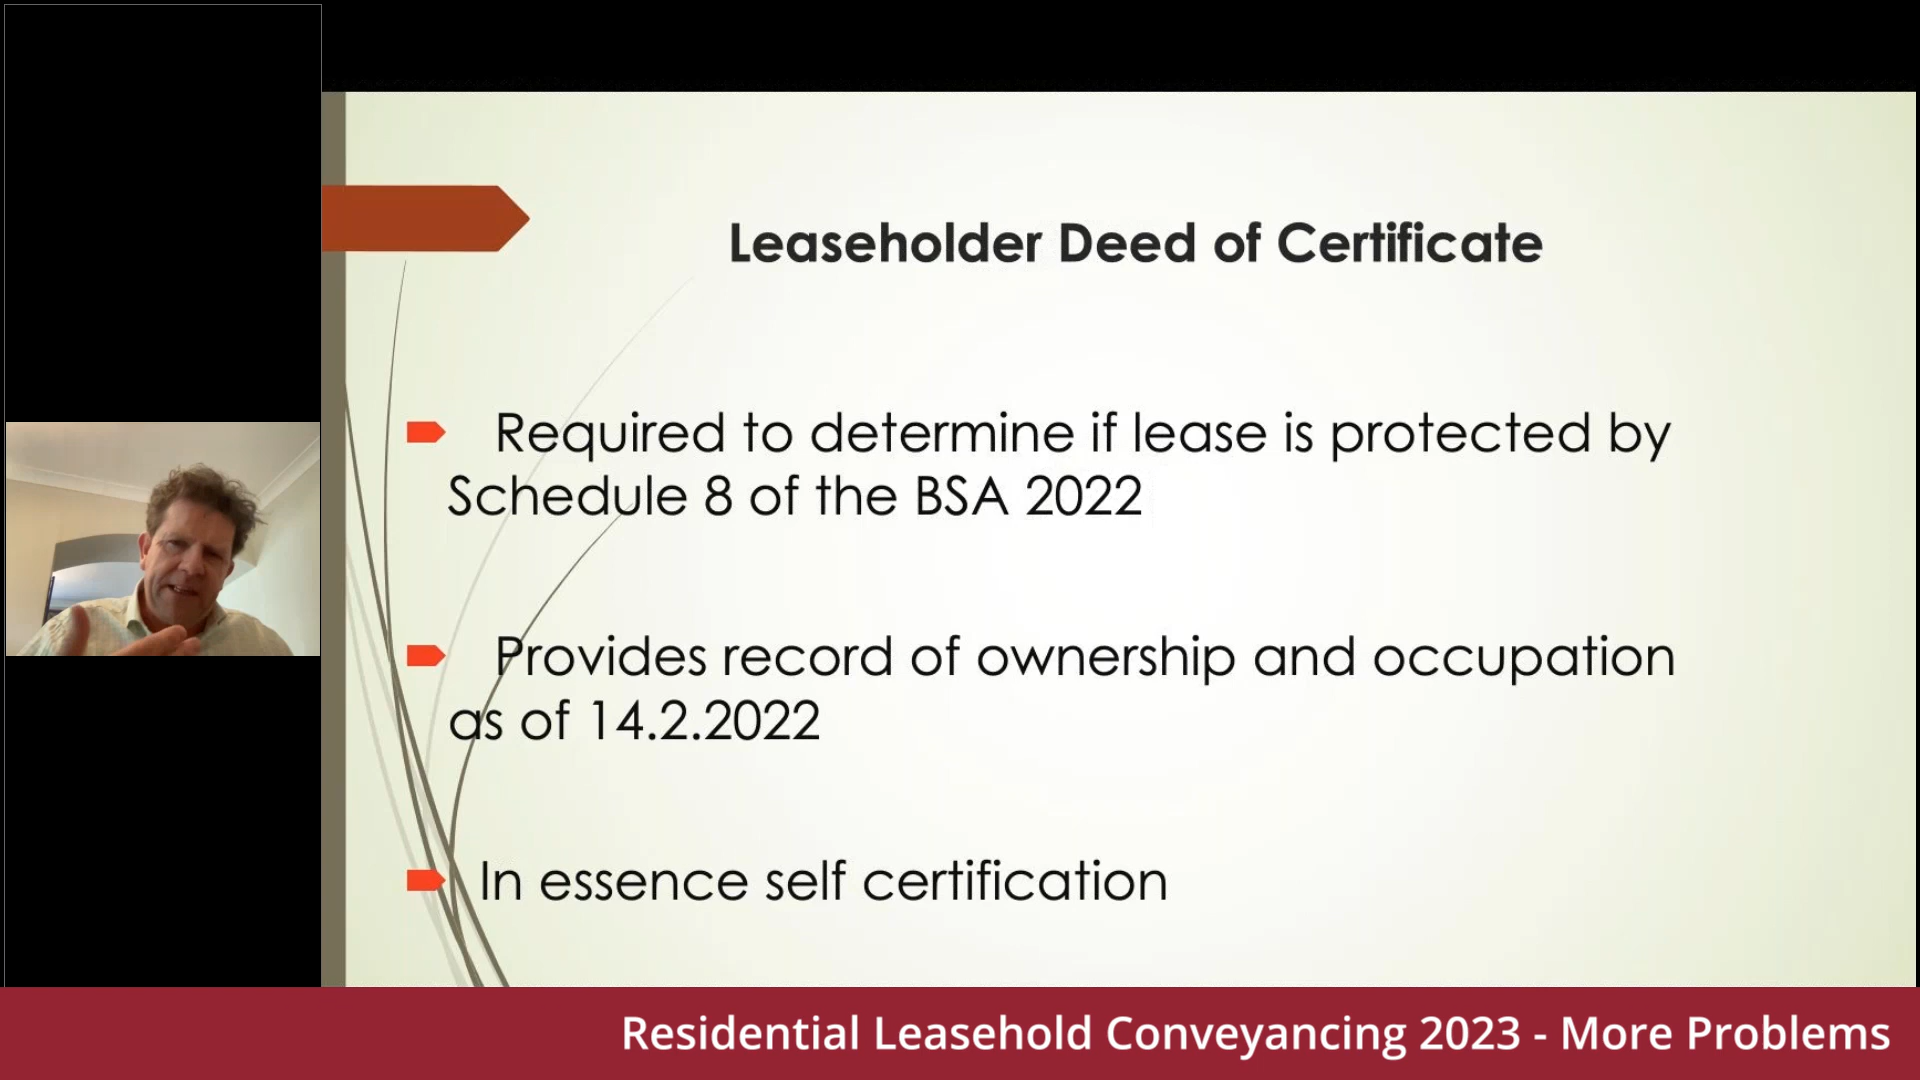 Leaseholder Deed of Certificate
Required to determine if lease is protected by
Schedule 8 of the BSA 2022
Provides record of ownership and occupation
as of 14.2.2022
In essence self certification
Residential Leasehold Conveyancing 2023 - More Problems